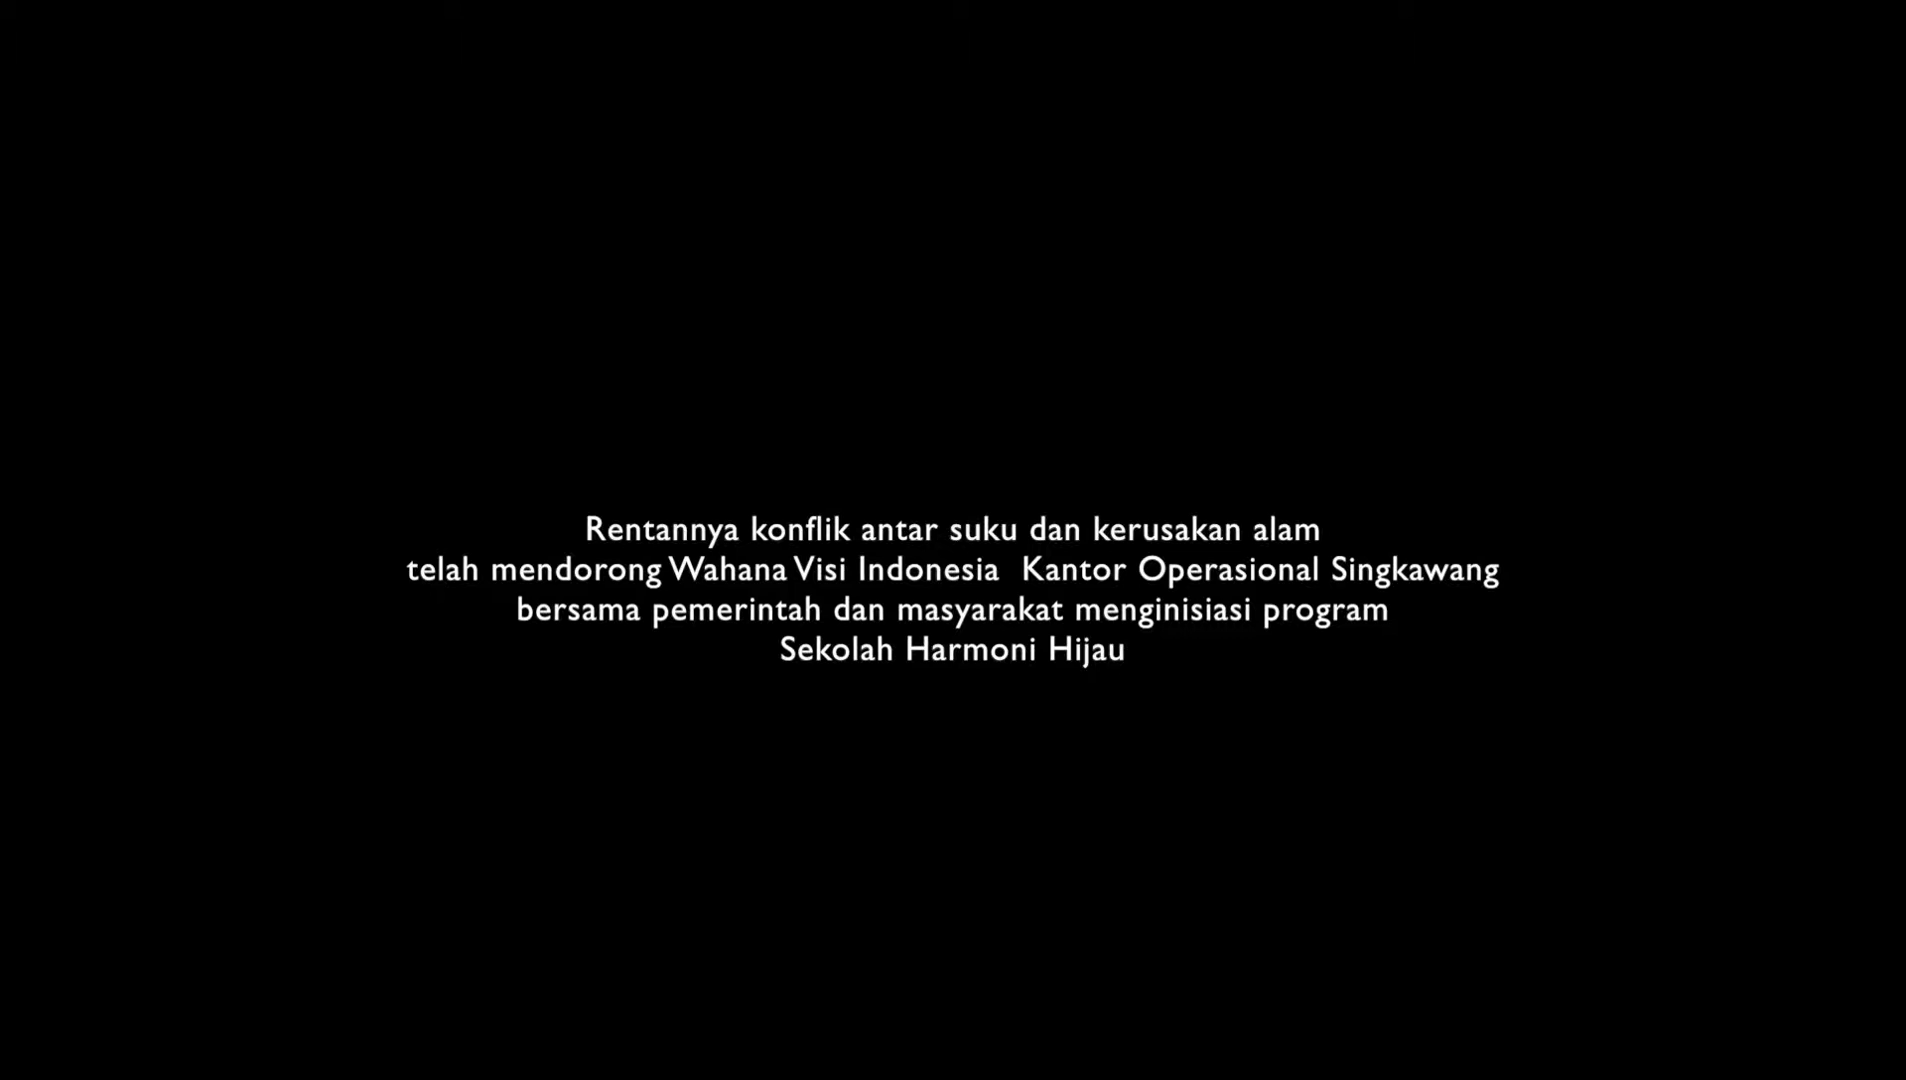 Rentannya konflik antar suku dan kerusakan alam
telah mendorong Wahana Visi Indonesia  Kantor Operasional Singkawang
bersama pemerintah dan masyarakat menginisiasi program
Sekolah Harmoni Hijau